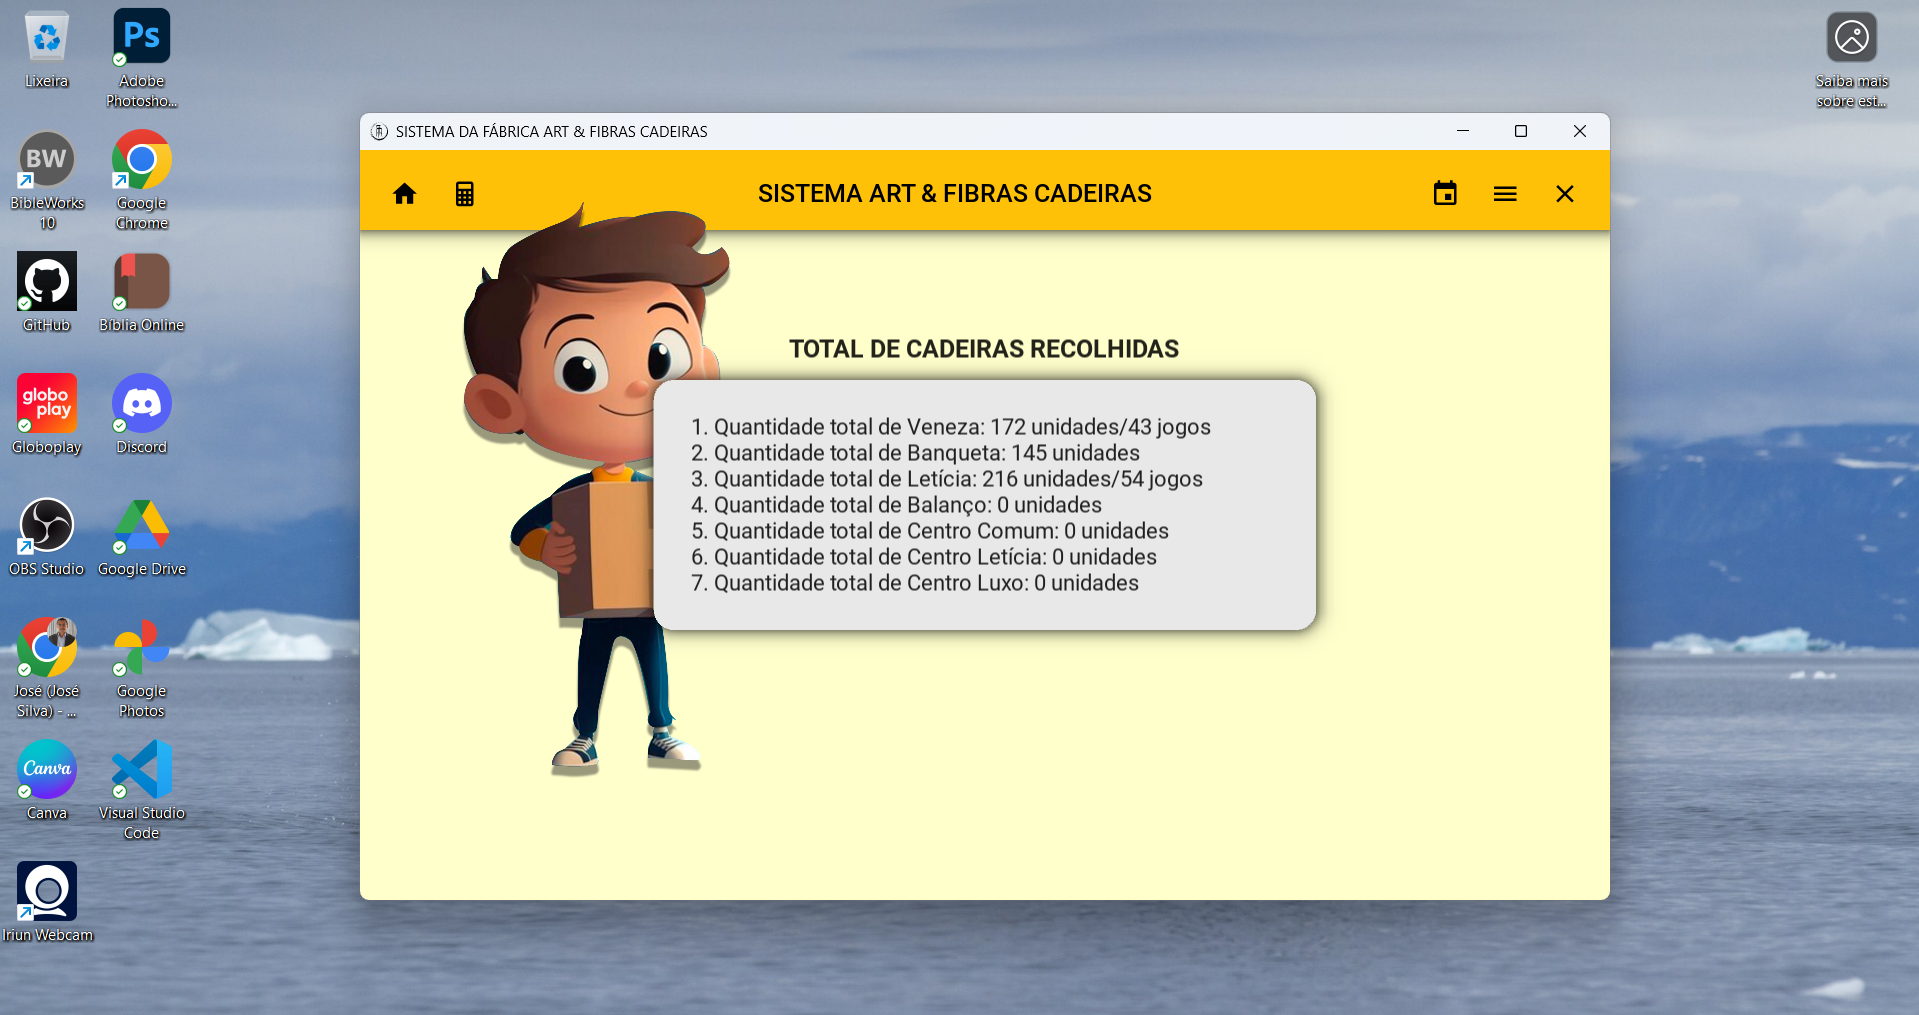 Lixeira
Adobe
Photosho...
Ps
BW
BibleWorks
10
Google
Chrome
GitHub
Bíblia Online
globo
play
Globoplay
Discord
OBS Studio
Google Drive
José (José
Silva) - ...
Google
Photos
Canva
Canva
Visual Studio
Code
Iriun Webcam
Saiba mais
sobre est...
SISTEMA DA FÁBRICA ART & FIBRAS CADEIRAS
SISTEMA ART & FIBRAS CADEIRAS
TOTAL DE CADEIRAS RECOLHIDAS
1. Quantidade total de Veneza: 172 unidades/43 jogos
2. Quantidade total de Banqueta: 145 unidades
3. Quantidade total de Letícia: 216 unidades/54 jogos
4. Quantidade total de Balanço: 0 unidades
5. Quantidade total de Centro Comum: 0 unidades
6. Quantidade total de Centro Letícia: 0 unidades
7. Quantidade total de Centro Luxo: 0 unidades